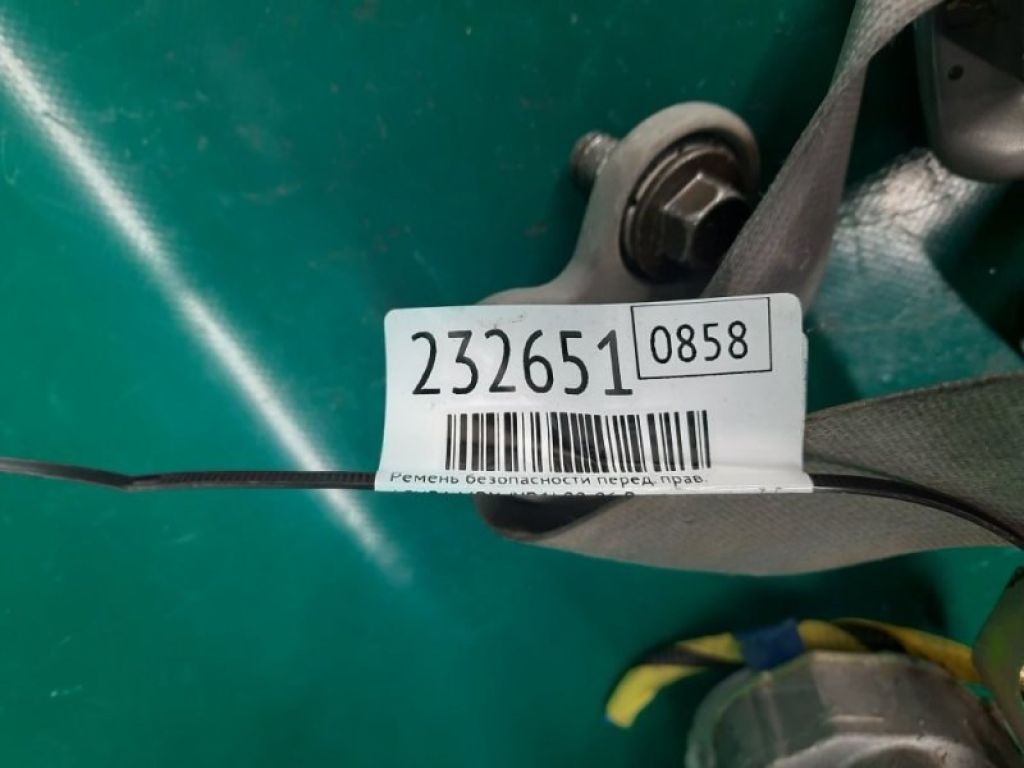 232651 0858
Ремень безопасности перед. прав.